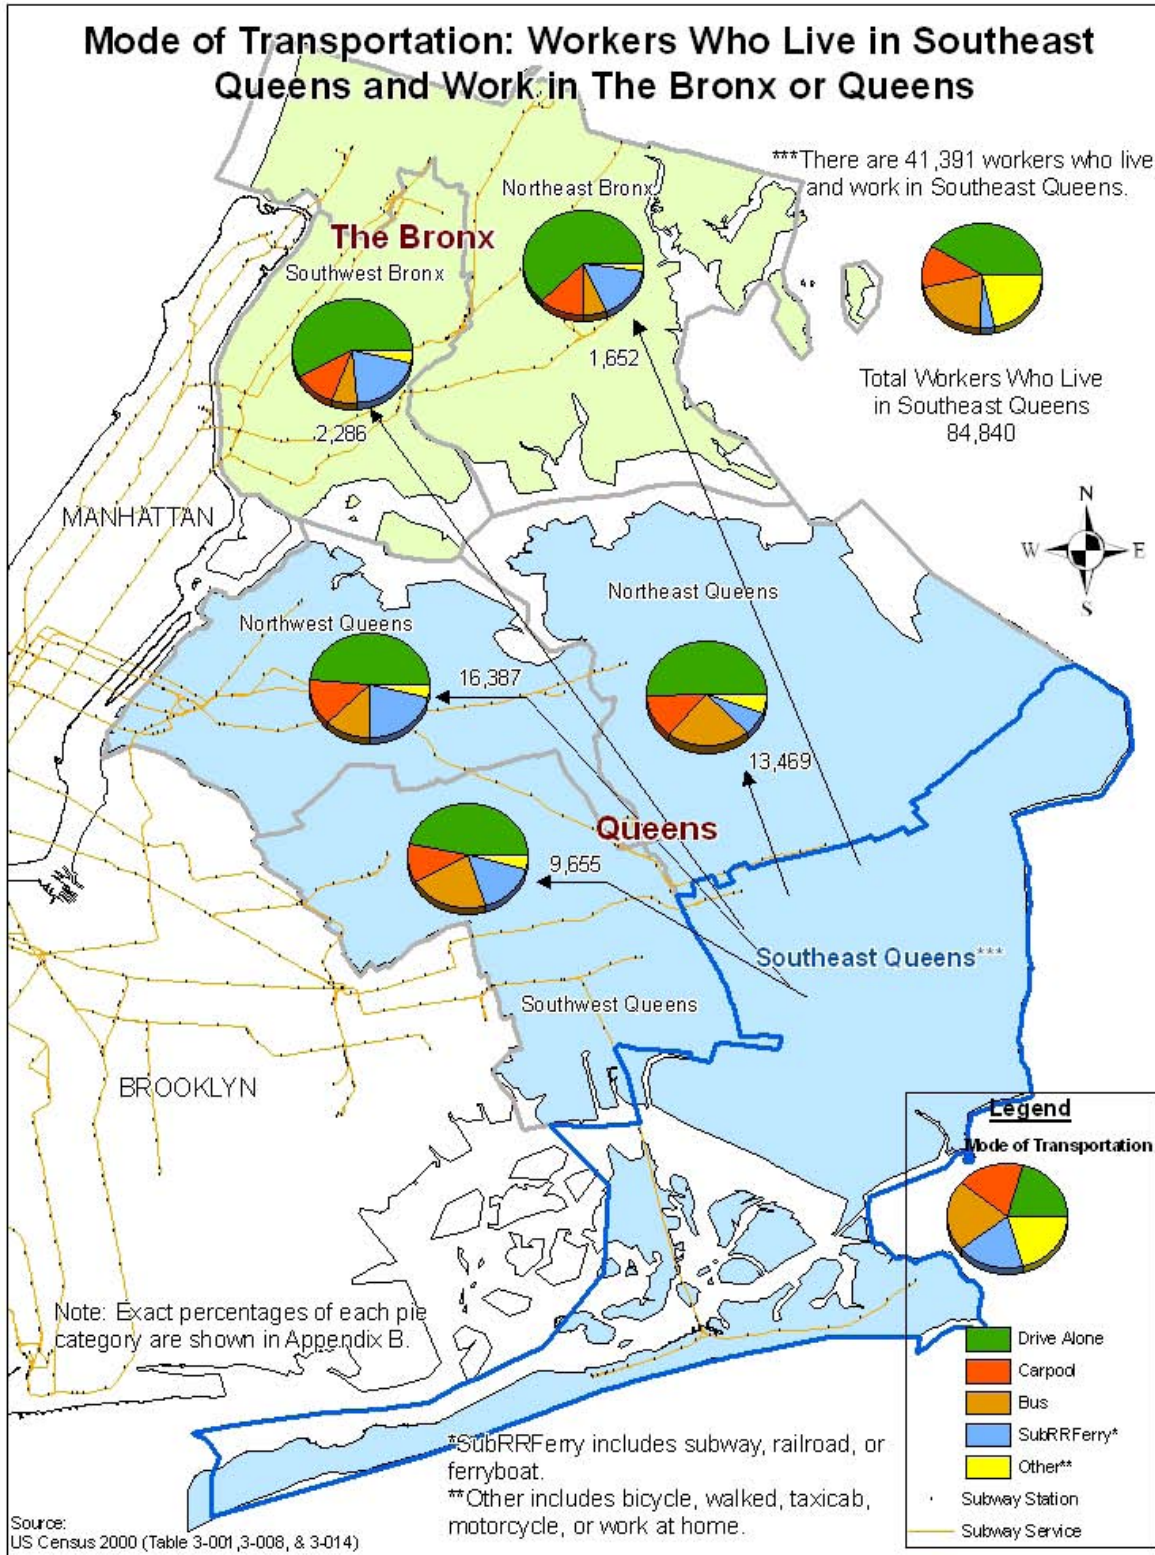 Mode of Transportation: Workers Who Live in Southeast
Queens and Work in The Bronx or Queens
***There are 41,391 workers who live
and work in Southeast Queens.
Northeast Bronx
The Bronx
Southwest Bronx
1,652
Total Workers Who Live
in Southeast Queens
84,840
2,286
N
W
E
S
MANHATTAN
Northeast Queens
Northwest Queens
16,387
13,469
Queens
9,655
Southeast Queens***
Southwest Queens
BROOKLYN
Legend
Mode of Transportation
Drive Alone
Carpool
Bus
SubRRFerry*
Other**
Subway Station
Subway Service
Note: Exact percentages of each pie
category are shown in Appendix B.
*SubRRFerry includes subway, railroad, or
ferryboat.
**Other includes bicycle, walked, taxicab,
motorcycle, or work at home.
Source:
US Census 2000 (Table 3-001,3-008, & 3-014)